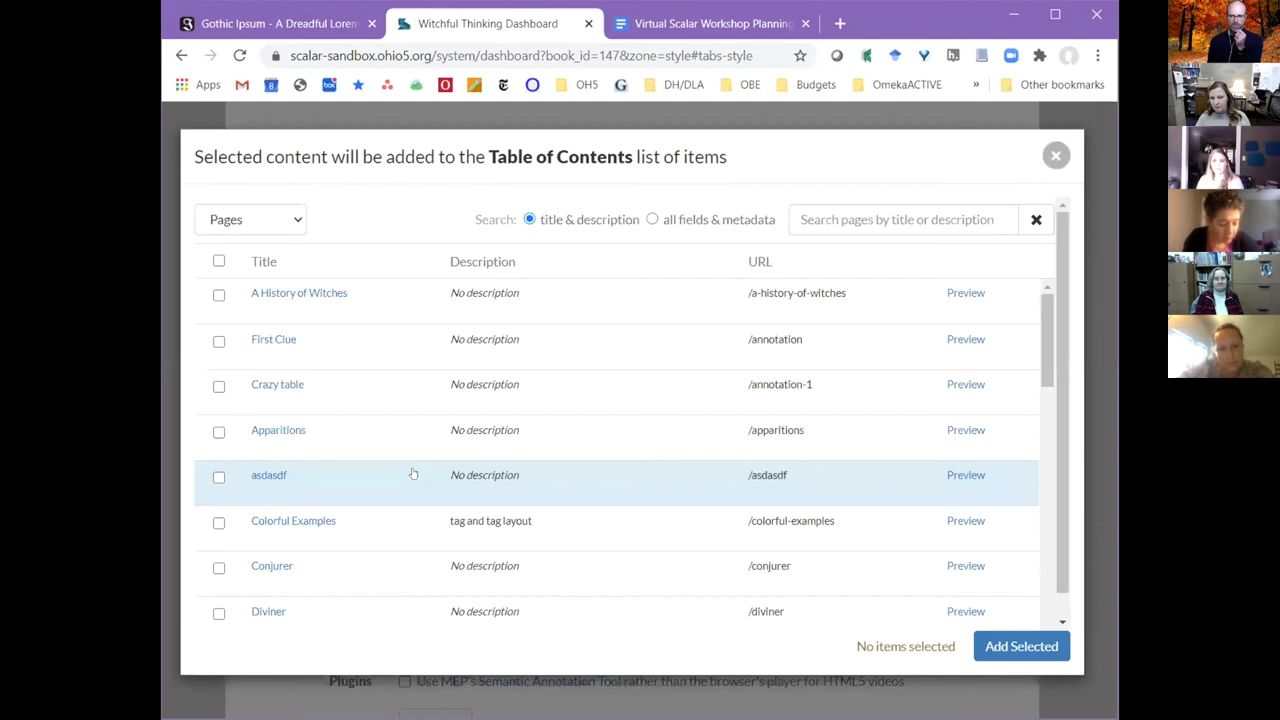 Gothic Ipsum - A Dreadful Lorem
Witchful Thinking Dashboard
Virtual Scalar Workshop Planning
scalar-sandbox.ohio5.org/system/dashboard?book_id=147&zone=style#tabs-style
Apps
OH5
DH/DLA
OBE
Budgets
OmekaACTIVE
»
Other bookmarks
Selected content will be added to the Table of Contents list of items
Pages
Search: title & description all fields & metadata Search pages by title or description
Title Description URL
A History of Witches No description /a-history-of-witches Preview
First Clue No description /annotation Preview
Crazy table No description /annotation-1 Preview
Apparitions No description /apparitions Preview
asdasdf No description /asdasdf Preview
Colorful Examples tag and tag layout /colorful-examples Preview
Conjurer No description /conjurer Preview
Diviner No description /diviner Preview
No items selected Add Selected
Plugins Use MEP's Semantic Annotation Tool rather than the browser's player for HTML5 videos